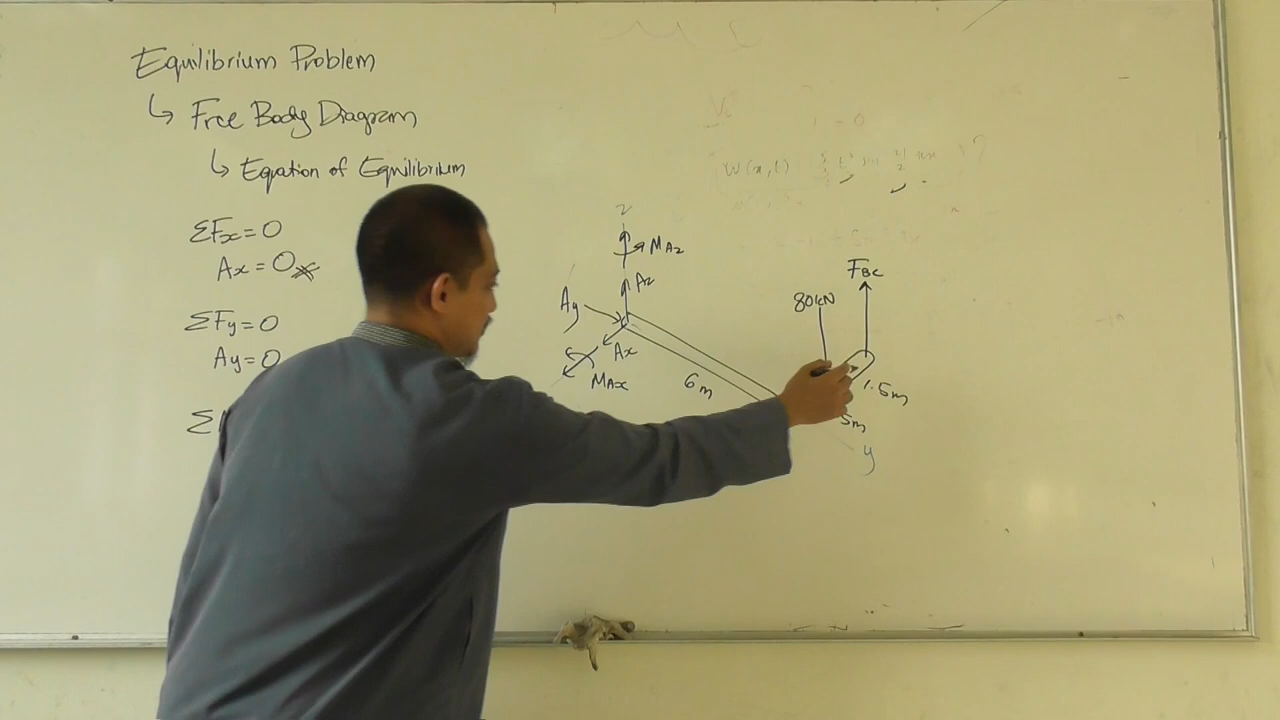 Equilibrium Problem
↳ Free Body Diagram
↳ Equation of Equilibrium
ΣFx = 0
Ax = 0
ΣFy = 0
Ay = 0
Σ
z
MAz
Az
Ay
Ax
MAx
6m
80kN
FBC
1.5m
5m
y
W(x,t)